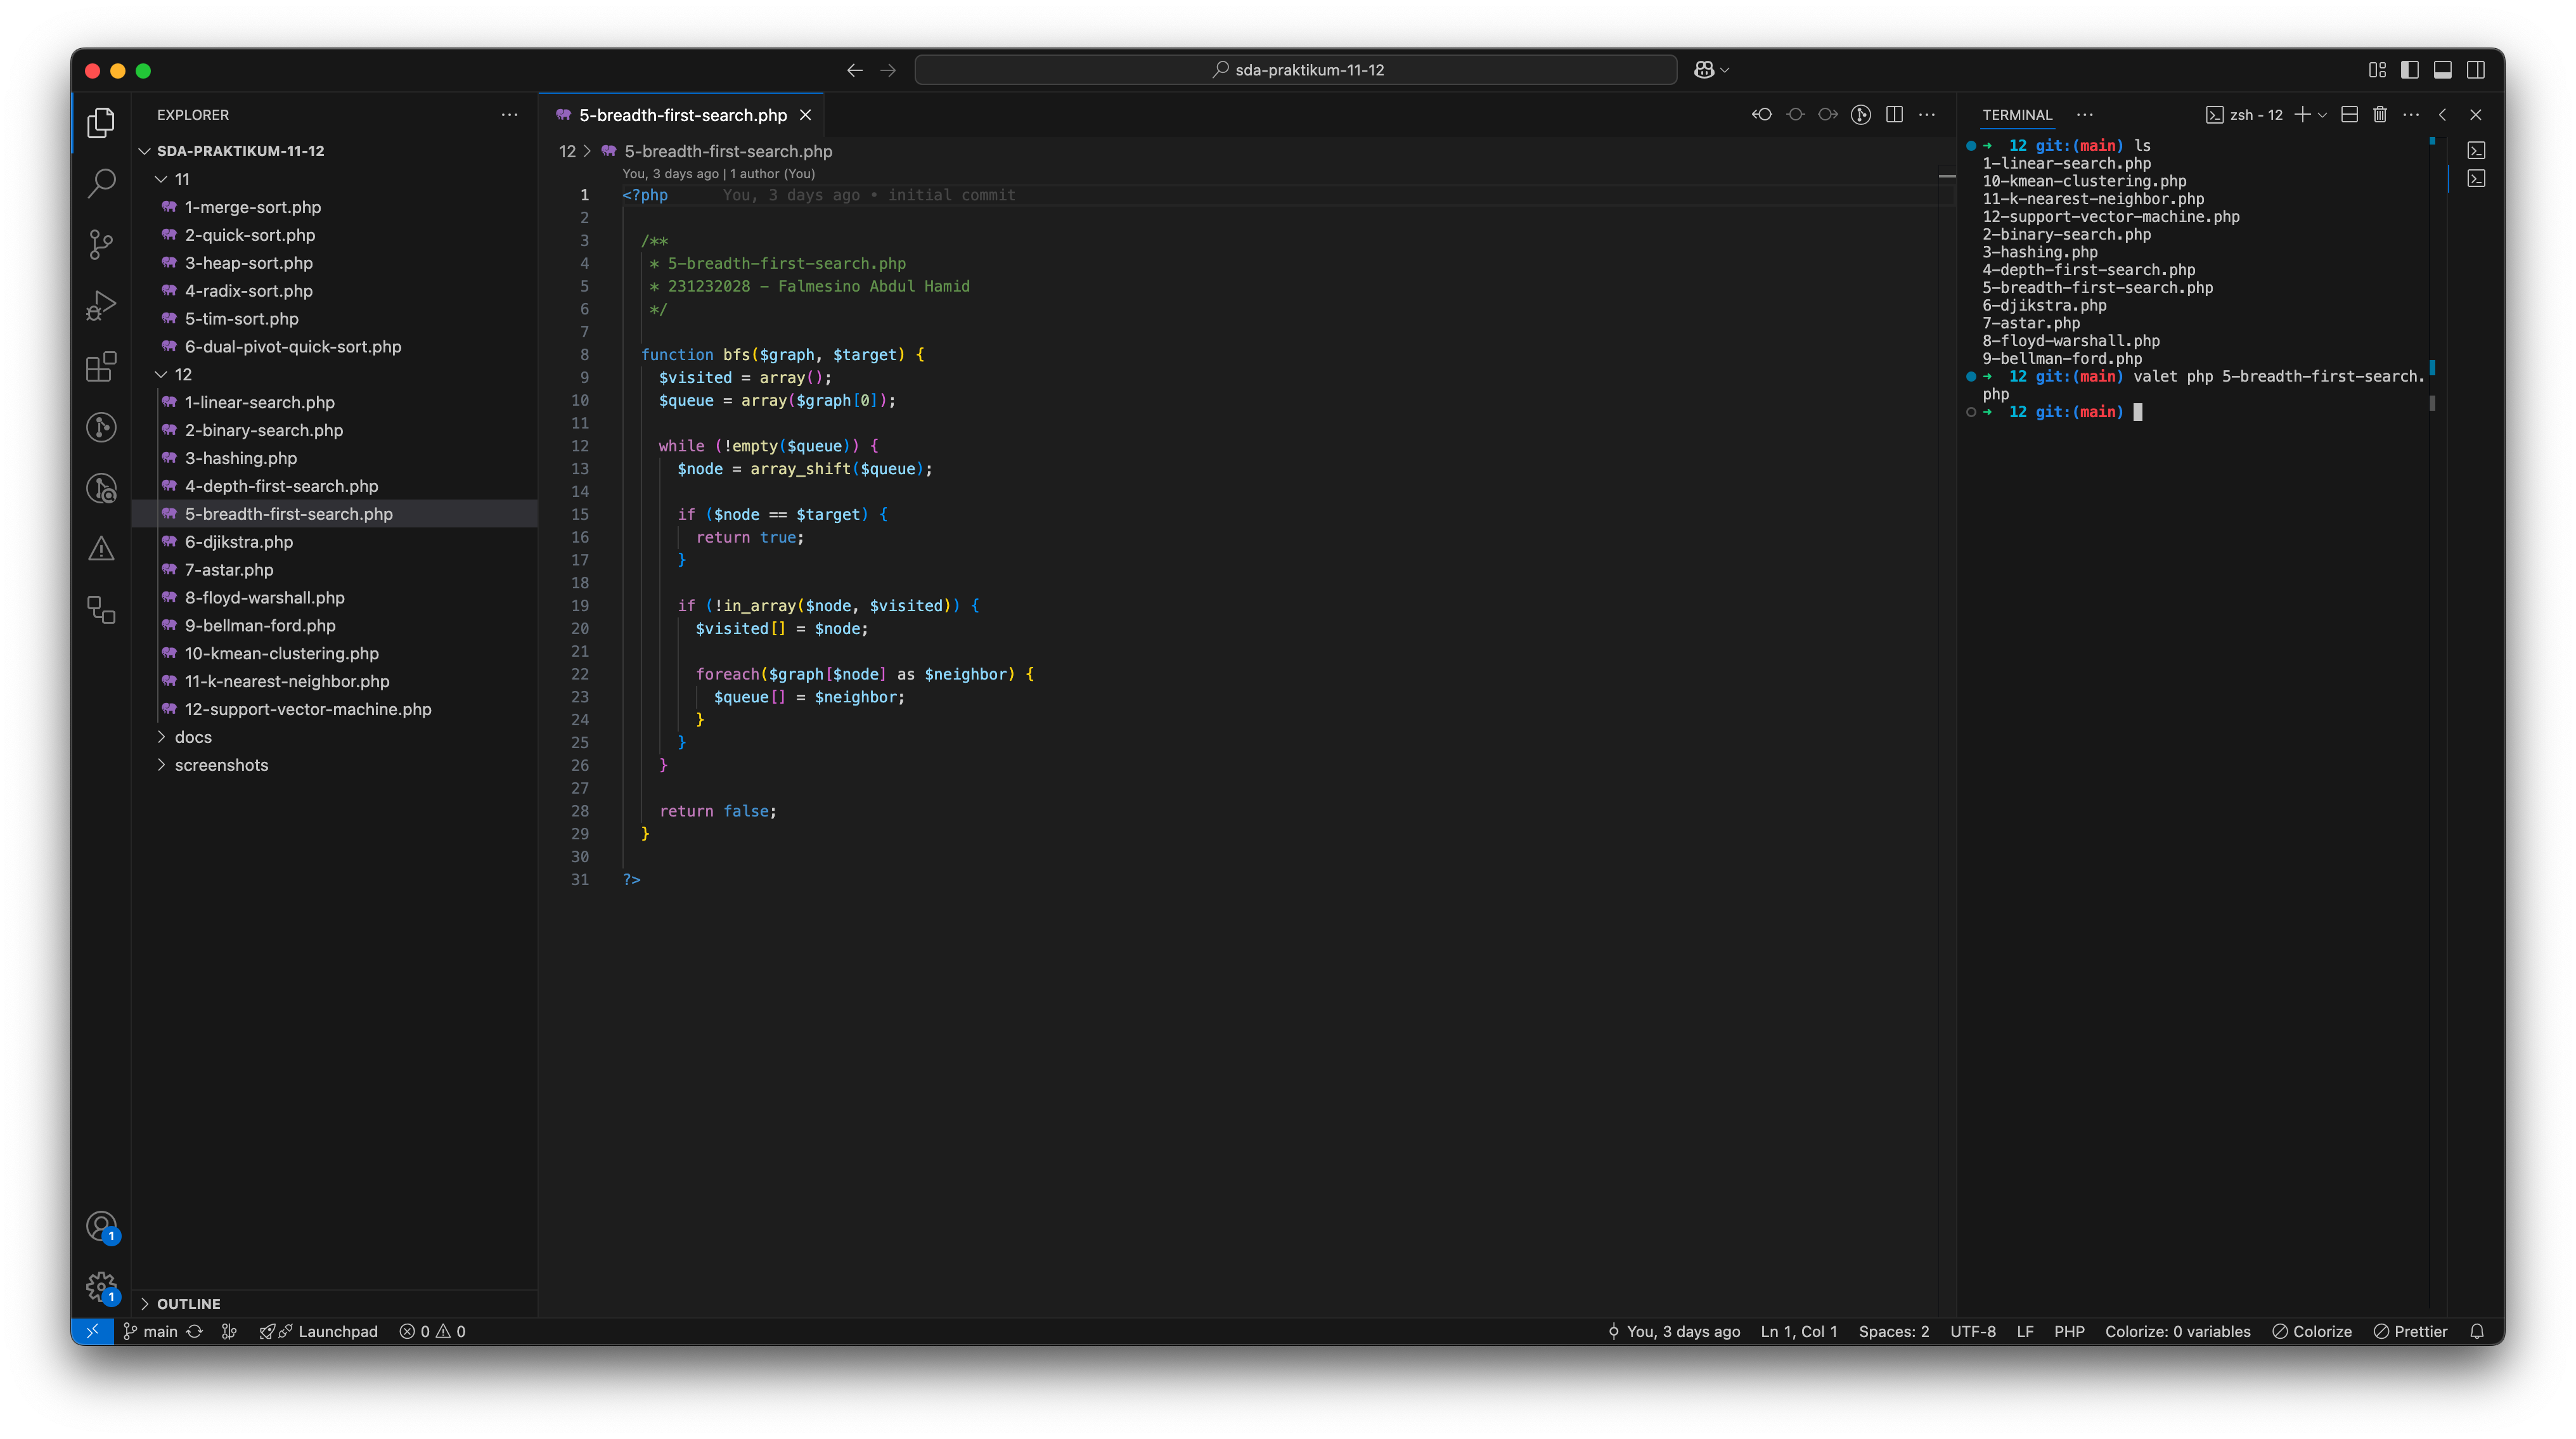 sda-praktikum-11-12
EXPLORER
SDA-PRAKTIKUM-11-12
11
1-merge-sort.php
2-quick-sort.php
3-heap-sort.php
4-radix-sort.php
5-tim-sort.php
6-dual-pivot-quick-sort.php
12
1-linear-search.php
2-binary-search.php
3-hashing.php
4-depth-first-search.php
5-breadth-first-search.php
6-djikstra.php
7-astar.php
8-floyd-warshall.php
9-bellman-ford.php
10-kmean-clustering.php
11-k-nearest-neighbor.php
12-support-vector-machine.php
docs
screenshots
1
1
OUTLINE
5-breadth-first-search.php
12 > 5-breadth-first-search.php
You, 3 days ago | 1 author (You)
1 <?php You, 3 days ago • initial commit
2
3 /**
4 * 5-breadth-first-search.php
5 * 231232028 - Falmesino Abdul Hamid
6 */
7
8 function bfs($graph, $target) {
9 $visited = array();
10 $queue = array($graph[0]);
11
12 while (!empty($queue)) {
13 $node = array_shift($queue);
14
15 if ($node == $target) {
16 return true;
17 }
18
19 if (!in_array($node, $visited)) {
20 $visited[] = $node;
21
22 foreach($graph[$node] as $neighbor) {
23 $queue[] = $neighbor;
24 }
25 }
26 }
27
28 return false;
29 }
30
31 ?>
TERMINAL
zsh - 12
➜ 12 git:(main) ls
1-linear-search.php
10-kmean-clustering.php
11-k-nearest-neighbor.php
12-support-vector-machine.php
2-binary-search.php
3-hashing.php
4-depth-first-search.php
5-breadth-first-search.php
6-djikstra.php
7-astar.php
8-floyd-warshall.php
9-bellman-ford.php
➜ 12 git:(main) valet php 5-breadth-first-search.
php
➜ 12 git:(main)
main Launchpad 0 0 You, 3 days ago Ln 1, Col 1 Spaces: 2 UTF-8 LF PHP Colorize: 0 variables Colorize Prettier